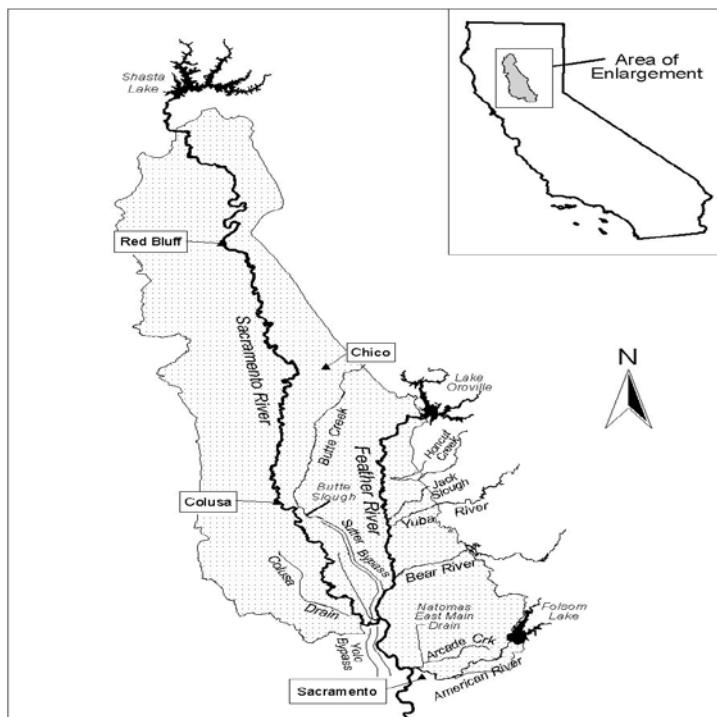 Shasta
Lake
Area of
Enlargement
Red Bluff
Sacramento River
Chico
N
Lake
Oroville
Butte Creek
Feather River
Honcut
Creek
Jack
Slough
Butte
Slough
Colusa
Sutter
Bypass
Yuba River
Bear River
Colusa
Drain
Natomas
East Main
Drain
Folsom
Lake
Arcade Crk
Yolo
Bypass
American River
Sacramento